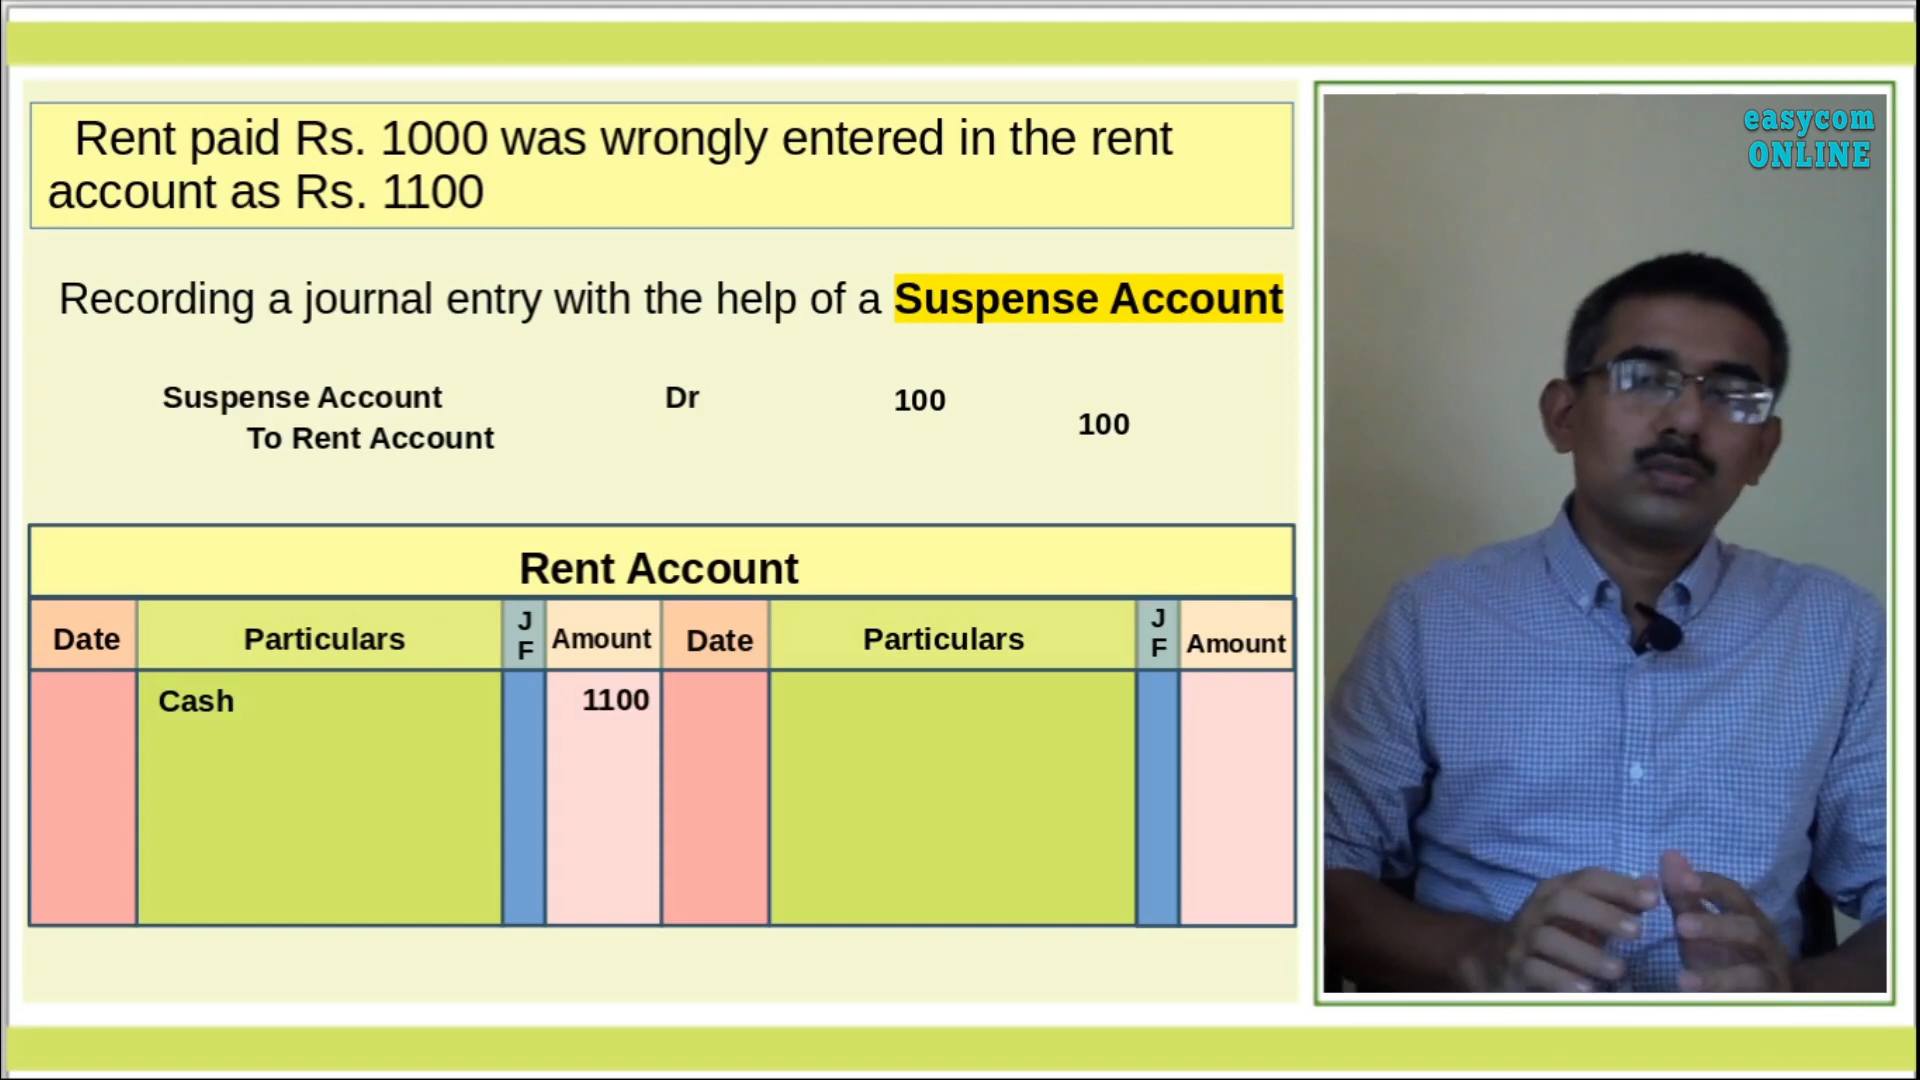 Rent paid Rs. 1000 was wrongly entered in the rent
account as Rs. 1100
Recording a journal entry with the help of a Suspense Account
Suspense Account Dr 100
To Rent Account 100
Rent Account
Date Particulars J F Amount Date Particulars J F Amount
Cash 1100
easycom
ONLINE